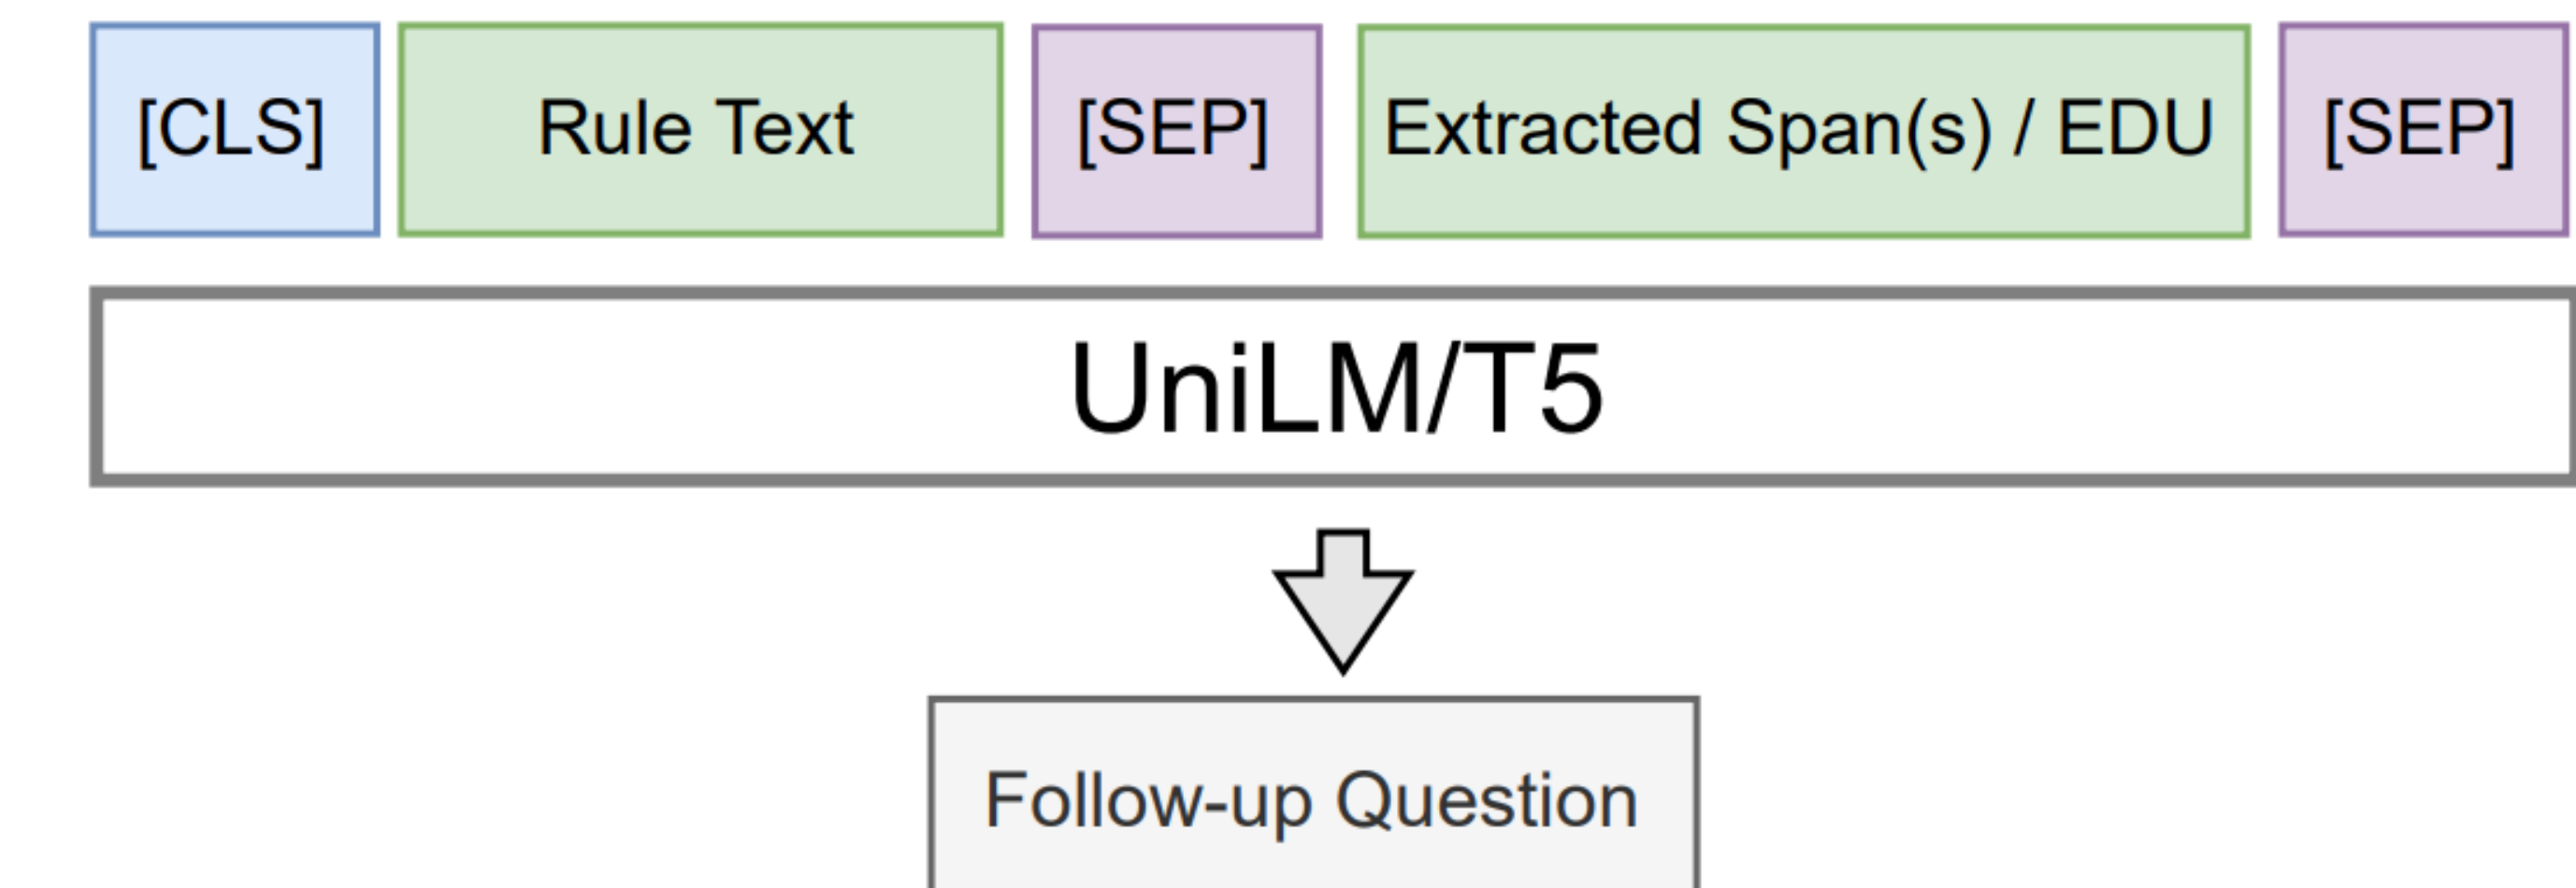 [CLS] Rule Text [SEP] Extracted Span(s) / EDU [SEP]
UniLM/T5
Follow-up Question